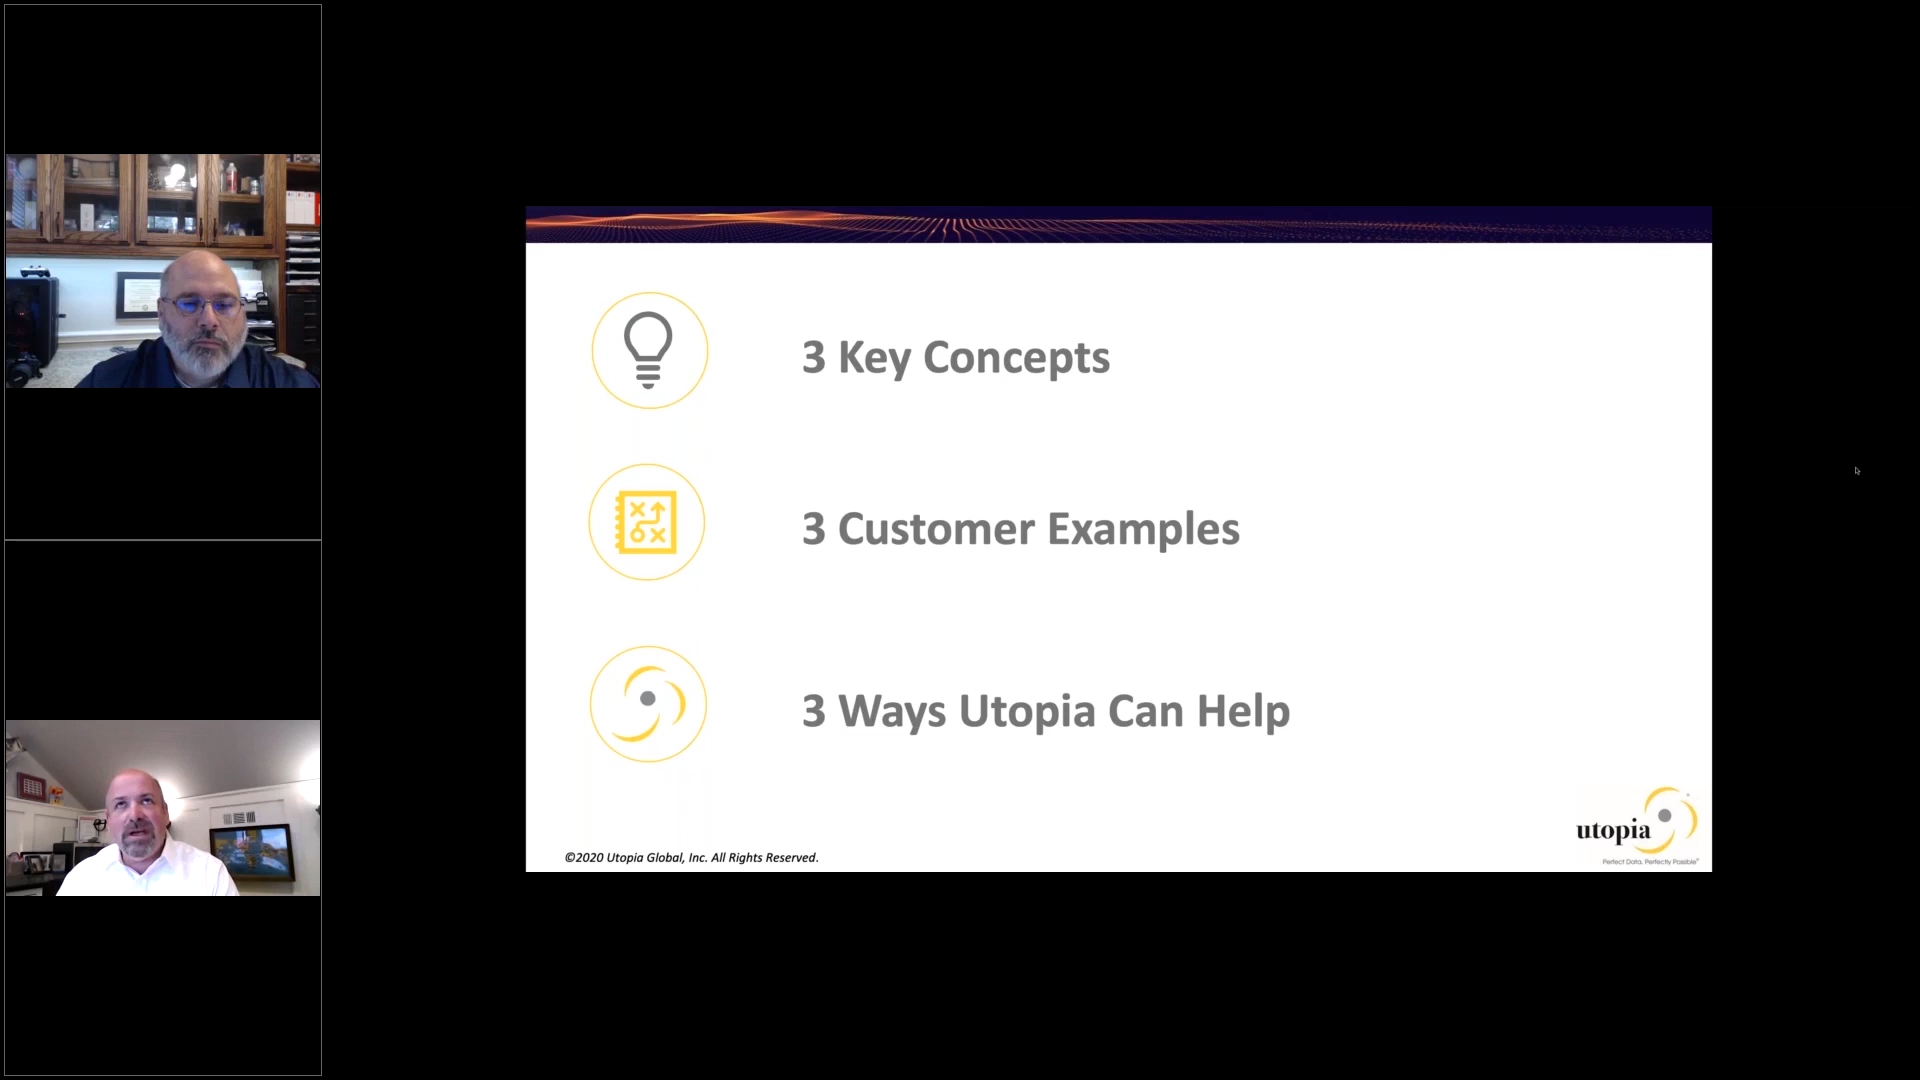 3 Key Concepts
3 Customer Examples
3 Ways Utopia Can Help
©2020 Utopia Global, Inc. All Rights Reserved.
utopia
Perfect Data. Perfectly Possible